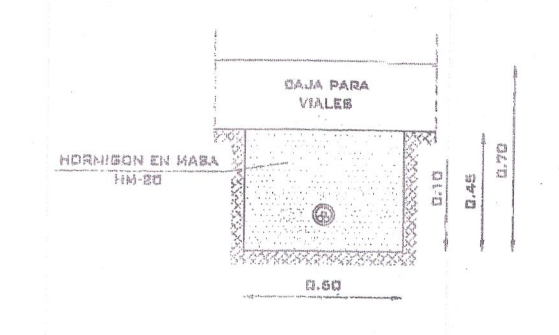 CAJA PARA
VIALES
HORMIGON EN MASA
HM-20
0.10
0.45
0.70
0.60